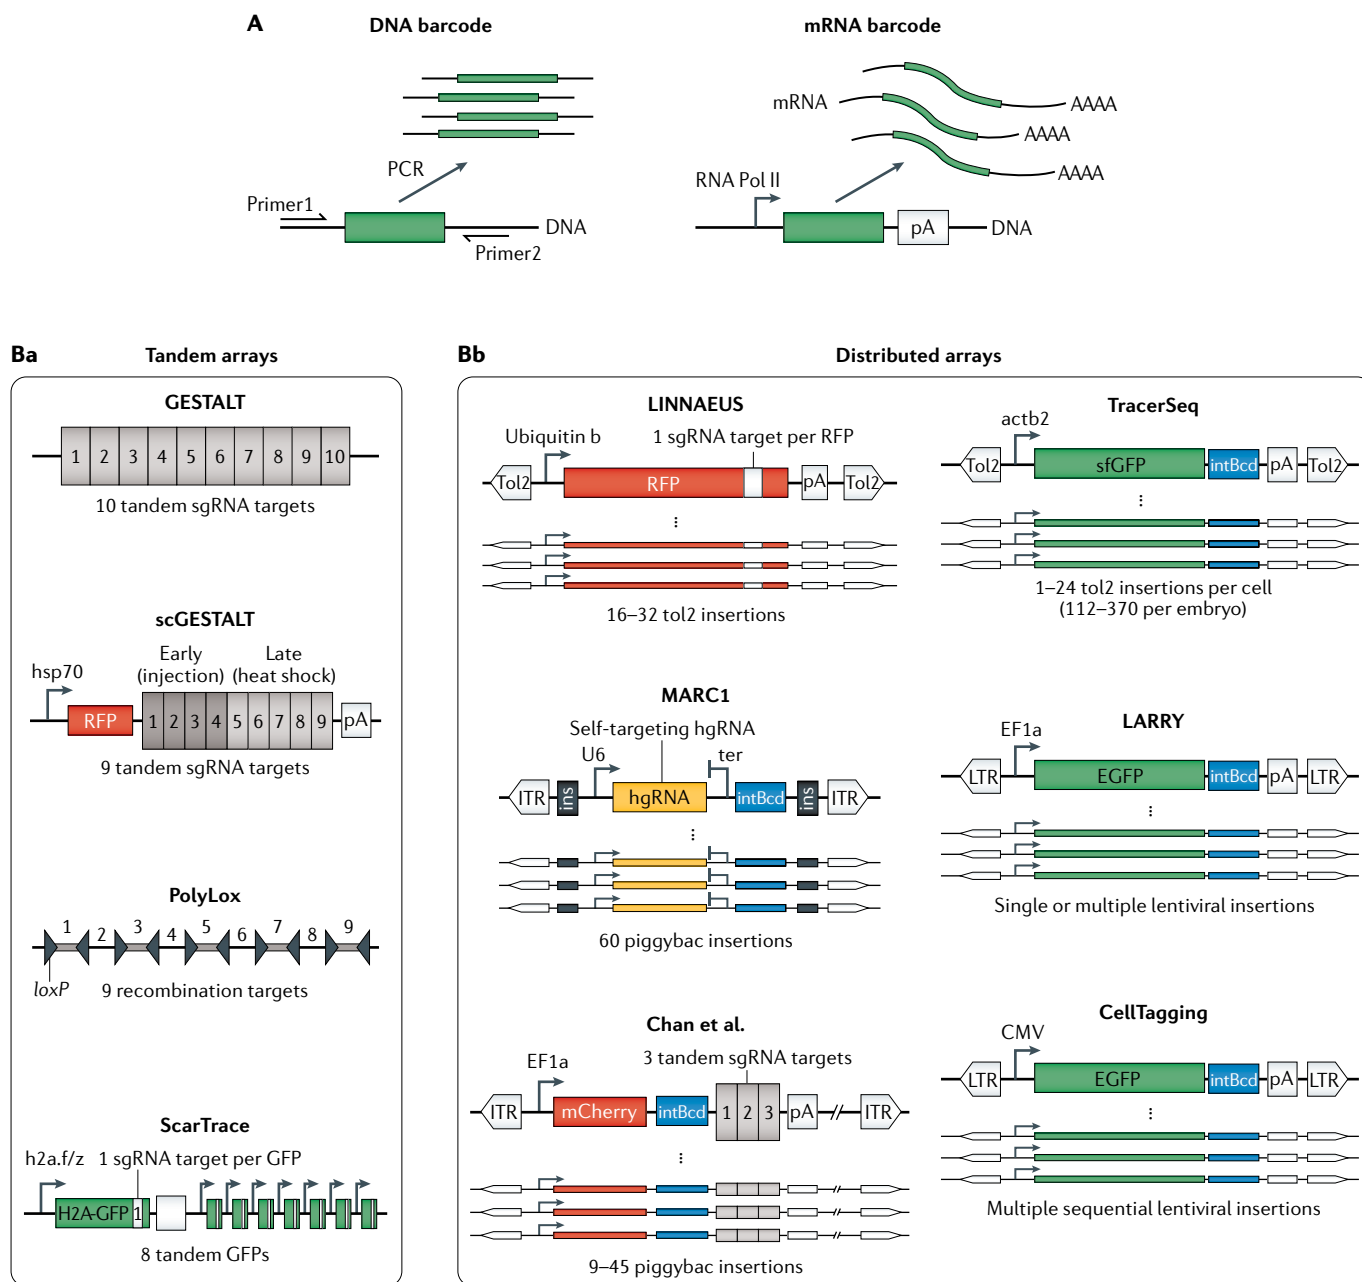 A
DNA barcode
PCR
Primer1
DNA
Primer2
mRNA barcode
mRNA
AAAA
AAAA
AAAA
RNA Pol II
pA
DNA
Ba
Tandem arrays
GESTALT
1 2 3 4 5 6 7 8 9 10
10 tandem sgRNA targets
scGESTALT
Early
(injection)
Late
(heat shock)
hsp70
RFP 1 2 3 4 5 6 7 8 9 pA
9 tandem sgRNA targets
PolyLox
1 2 3 4 5 6 7 8 9
loxP
9 recombination targets
ScarTrace
h2a.f/z
1 sgRNA target per GFP
H2A-GFP 1
8 tandem GFPs
Bb
Distributed arrays
LINNAEUS
Ubiquitin b
1 sgRNA target per RFP
Tol2 RFP pA Tol2
⋮
16–32 tol2 insertions
MARC1
Self-targeting hgRNA
U6
ter
ITR ins hgRNA intBcd ins ITR
⋮
60 piggybac insertions
Chan et al.
EF1a
3 tandem sgRNA targets
ITR mCherry intBcd 1 2 3 pA // ITR
⋮
//
//
//
9–45 piggybac insertions
TracerSeq
actb2
Tol2 sfGFP intBcd pA Tol2
⋮
1–24 tol2 insertions per cell
(112–370 per embryo)
LARRY
EF1a
LTR EGFP intBcd pA LTR
⋮
Single or multiple lentiviral insertions
CellTagging
CMV
LTR EGFP intBcd pA LTR
⋮
Multiple sequential lentiviral insertions